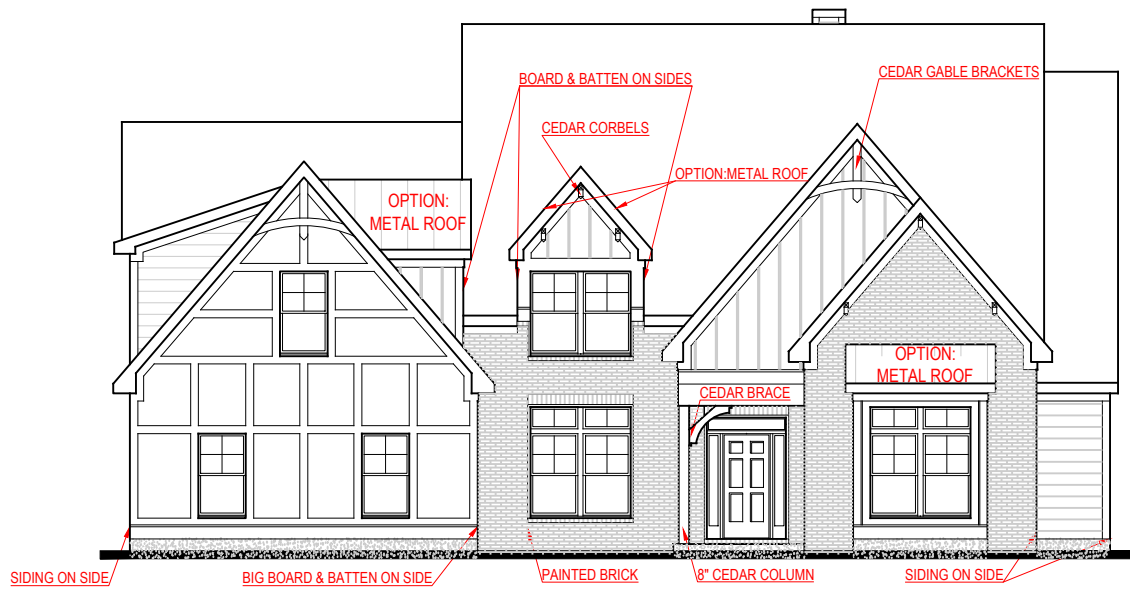 CEDAR GABLE BRACKETS
BOARD & BATTEN ON SIDES
CEDAR CORBELS
OPTION:METAL ROOF
OPTION:
METAL ROOF
OPTION:
METAL ROOF
CEDAR BRACE
SIDING ON SIDE
BIG BOARD & BATTEN ON SIDE
PAINTED BRICK
8" CEDAR COLUMN
SIDING ON SIDE